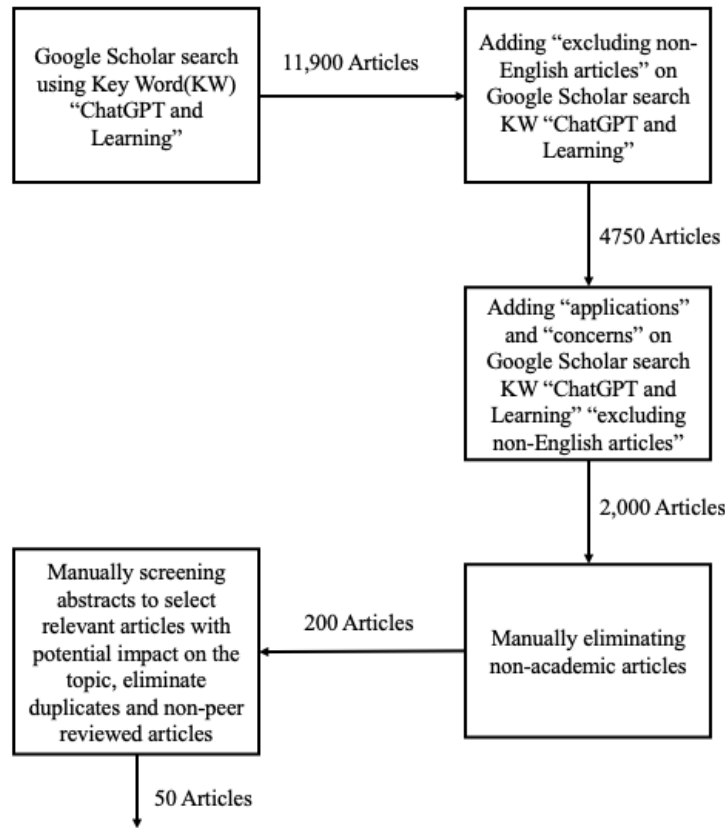 Google Scholar search
using Key Word(KW)
“ChatGPT and
Learning”
11,900 Articles
Adding “excluding non-
English articles” on
Google Scholar search
KW “ChatGPT and
Learning”
4750 Articles
Adding “applications”
and “concerns” on
Google Scholar search
KW “ChatGPT and
Learning” “excluding
non-English articles”
2,000 Articles
Manually eliminating
non-academic articles
200 Articles
Manually screening
abstracts to select
relevant articles with
potential impact on the
topic, eliminate
duplicates and non-peer
reviewed articles
50 Articles